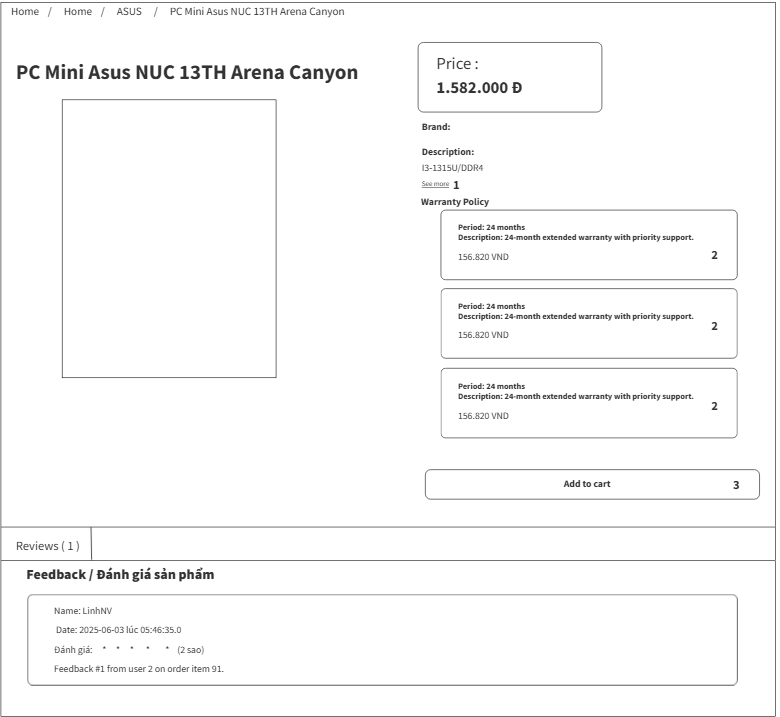 Home / Home / ASUS / PC Mini Asus NUC 13TH Arena Canyon
PC Mini Asus NUC 13TH Arena Canyon
Price :
1.582.000 Đ
Brand:
Description:
I3-1315U/DDR4
See more 1
Warranty Policy
Period: 24 months
Description: 24-month extended warranty with priority support.
156.820 VND 2
Period: 24 months
Description: 24-month extended warranty with priority support.
156.820 VND 2
Period: 24 months
Description: 24-month extended warranty with priority support.
156.820 VND 2
Add to cart 3
Reviews ( 1 )
Feedback / Đánh giá sản phẩm
Name: LinhNV
Date: 2025-06-03 lúc 05:46:35.0
Đánh giá: * * * * * (2 sao)
Feedback #1 from user 2 on order item 91.